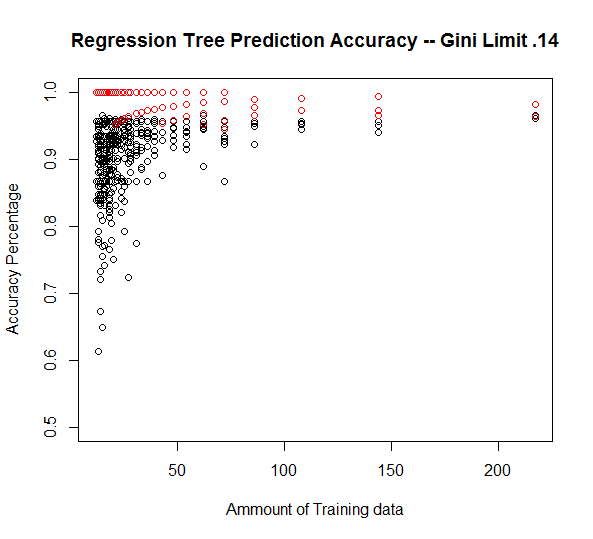 Regression Tree Prediction Accuracy -- Gini Limit .14
Accuracy Percentage
1.0
0.9
0.8
0.7
0.6
0.5
50 100 150 200
Ammount of Training data